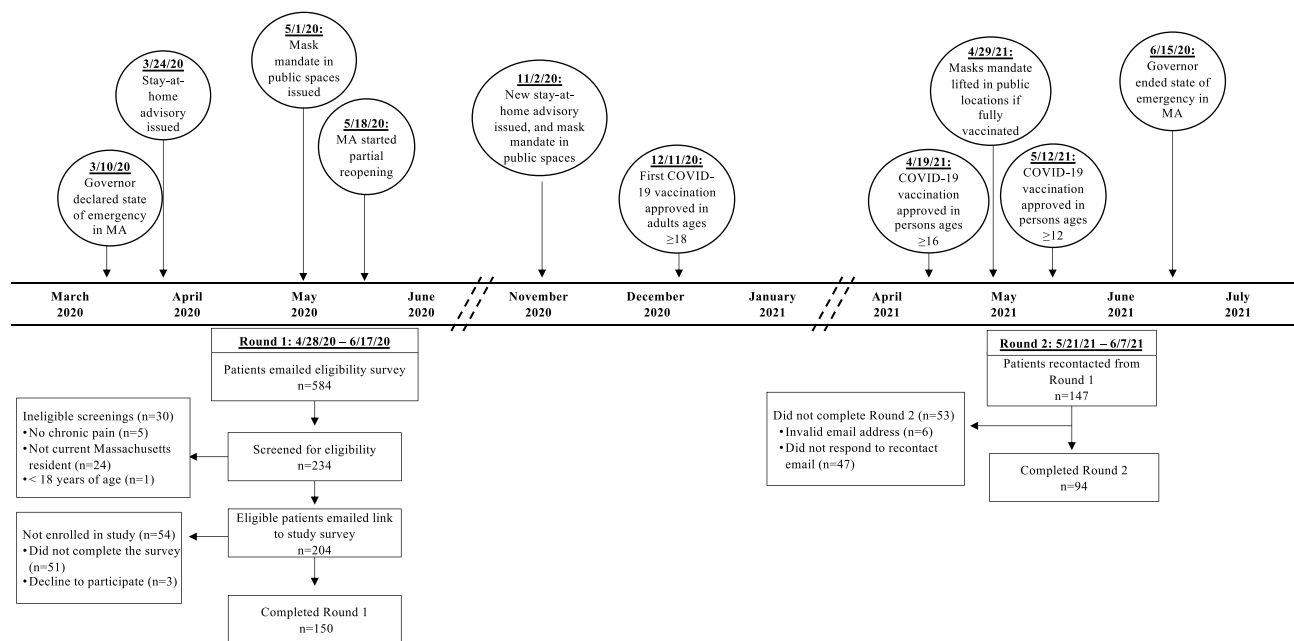 3/10/20
Governor
declared state
of emergency
in MA
3/24/20
Stay-at-
home
advisory
issued
5/1/20:
Mask
mandate in
public spaces
issued
5/18/20:
MA started
partial
reopening
11/2/20:
New stay-at-
home advisory
issued, and mask
mandate in
public spaces
12/11/20:
First COVID-
19 vaccination
approved in
adults ages
≥18
4/19/21:
COVID-19
vaccination
approved in
persons ages
≥16
4/29/21:
Masks mandate
lifted in public
locations if
fully
vaccinated
5/12/21:
COVID-19
vaccination
approved in
persons ages
≥12
6/15/20:
Governor
ended state of
emergency in
MA
March
2020
April
2020
May
2020
June
2020
November
2020
December
2020
January
2021
April
2021
May
2021
June
2021
July
2021
Round 1: 4/28/20 – 6/17/20
Patients emailed eligibility survey
n=584
Ineligible screenings (n=30)
•No chronic pain (n=5)
•Not current Massachusetts
resident (n=24)
•< 18 years of age (n=1)
Screened for eligibility
n=234
Not enrolled in study (n=54)
•Did not complete the survey
(n=51)
•Decline to participate (n=3)
Eligible patients emailed link
to study survey
n=204
Completed Round 1
n=150
Round 2: 5/21/21 – 6/7/21
Patients recontacted from
Round 1
n=147
Did not complete Round 2 (n=53)
•Invalid email address (n=6)
•Did not respond to recontact
email (n=47)
Completed Round 2
n=94